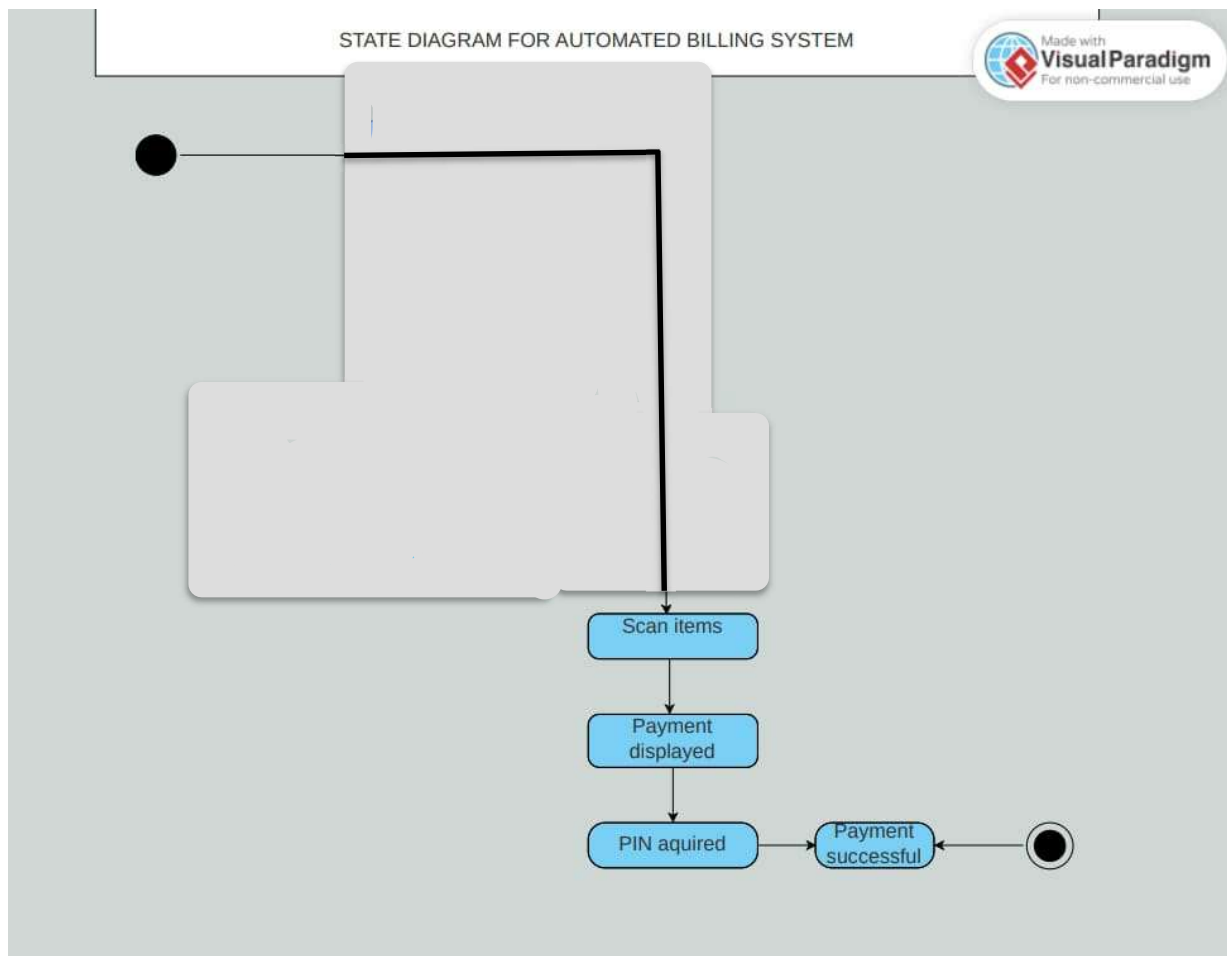 STATE DIAGRAM FOR AUTOMATED BILLING SYSTEM
Made with
Visual Paradigm
For non-commercial use
Scan items
Payment
displayed
PIN aquired
Payment
successful